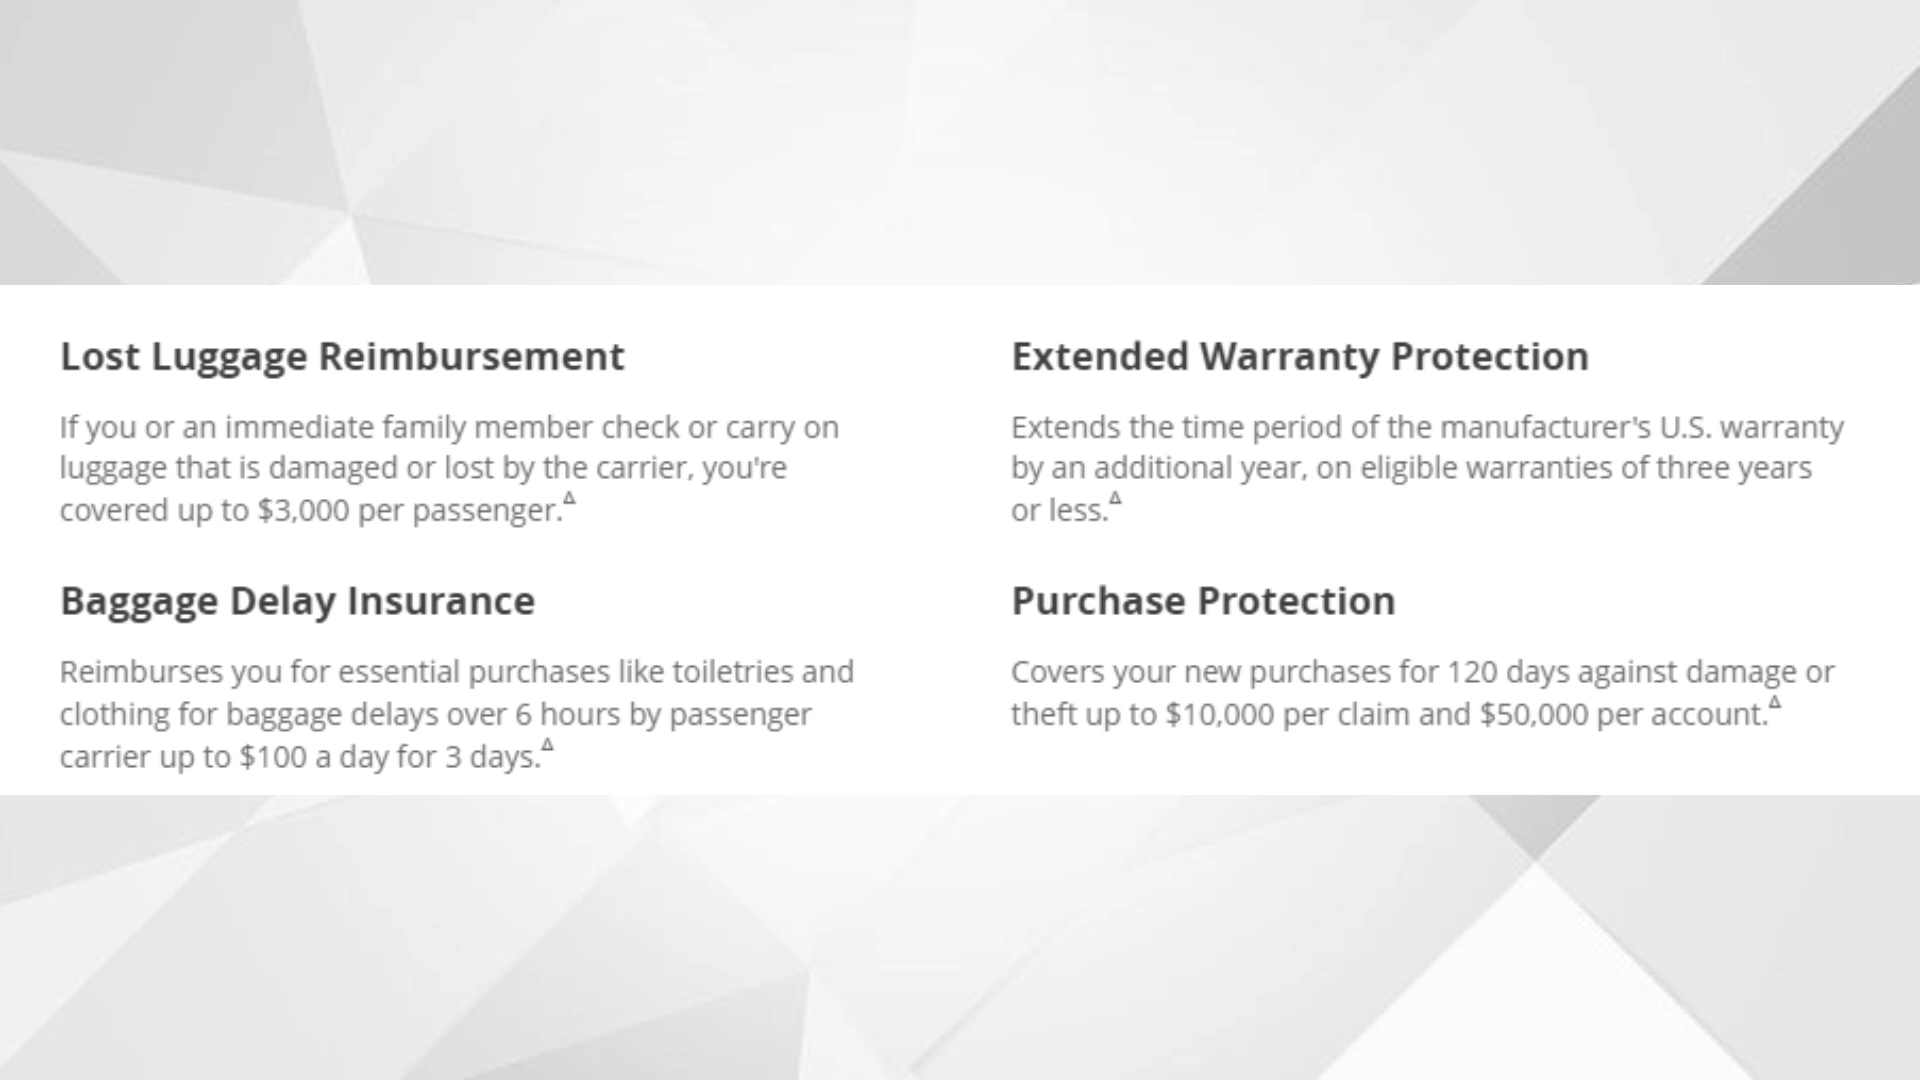 Lost Luggage Reimbursement
If you or an immediate family member check or carry on
luggage that is damaged or lost by the carrier, you're
covered up to $3,000 per passenger.Δ
Baggage Delay Insurance
Reimburses you for essential purchases like toiletries and
clothing for baggage delays over 6 hours by passenger
carrier up to $100 a day for 3 days.Δ
Extended Warranty Protection
Extends the time period of the manufacturer's U.S. warranty
by an additional year, on eligible warranties of three years
or less.Δ
Purchase Protection
Covers your new purchases for 120 days against damage or
theft up to $10,000 per claim and $50,000 per account.Δ